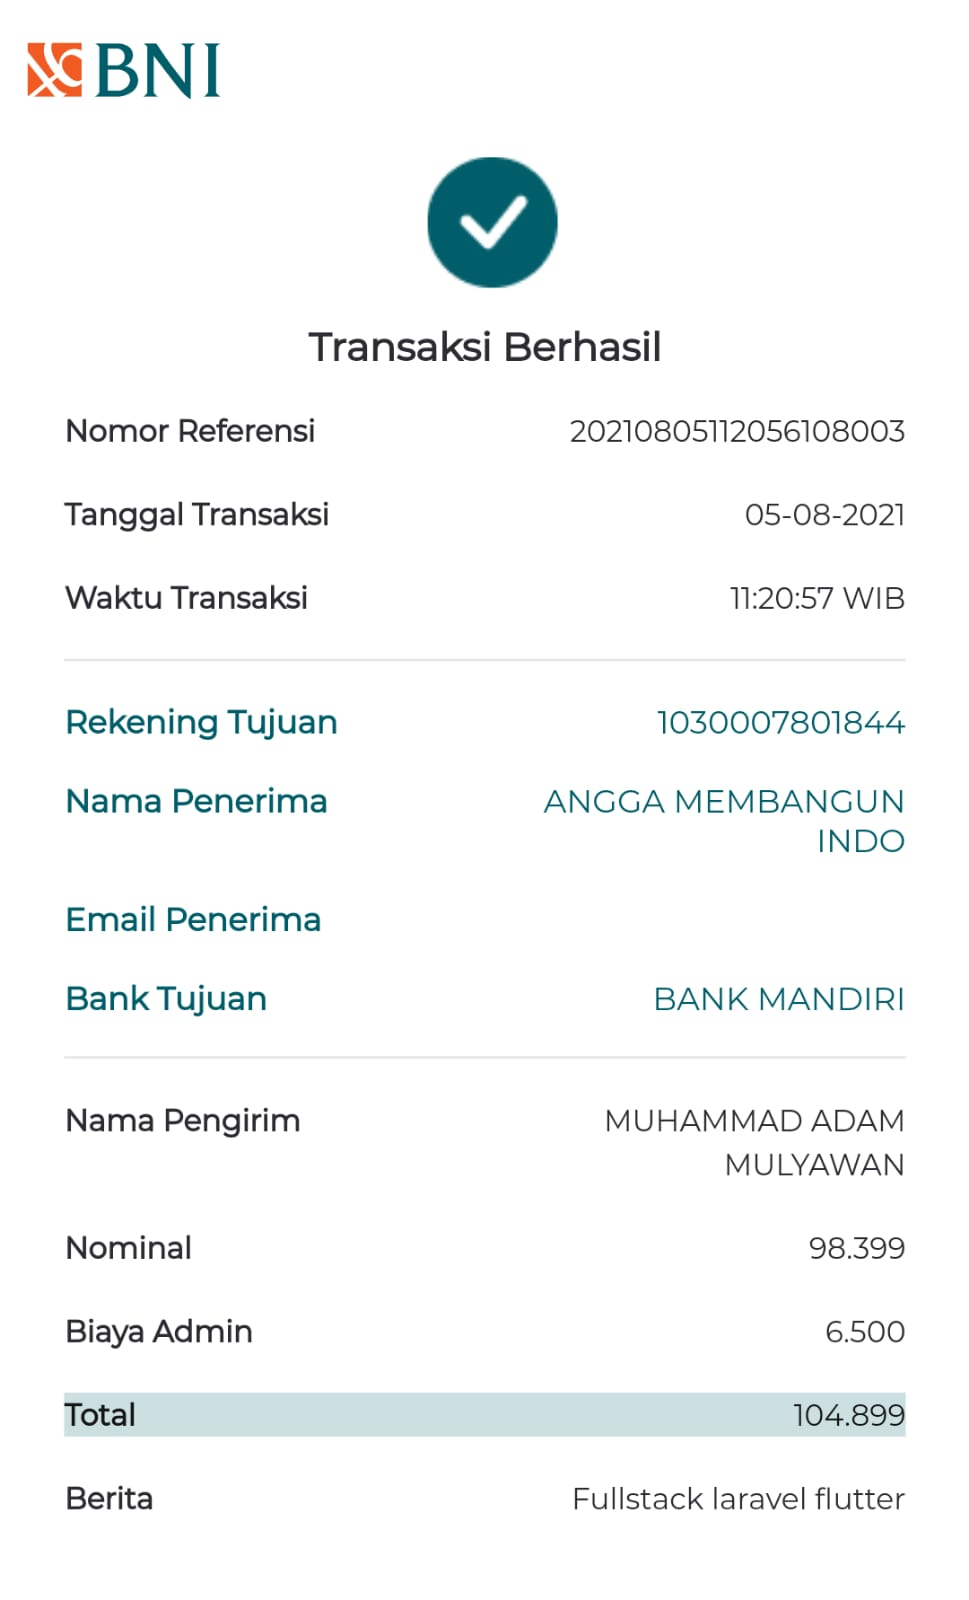 BNI
Transaksi Berhasil
Nomor Referensi 20210805112056108003
Tanggal Transaksi 05-08-2021
Waktu Transaksi 11:20:57 WIB
Rekening Tujuan 1030007801844
Nama Penerima ANGGA MEMBANGUN
INDO
Email Penerima
Bank Tujuan BANK MANDIRI
Nama Pengirim MUHAMMAD ADAM
MULYAWAN
Nominal 98.399
Biaya Admin 6.500
Total 104.899
Berita Fullstack laravel flutter